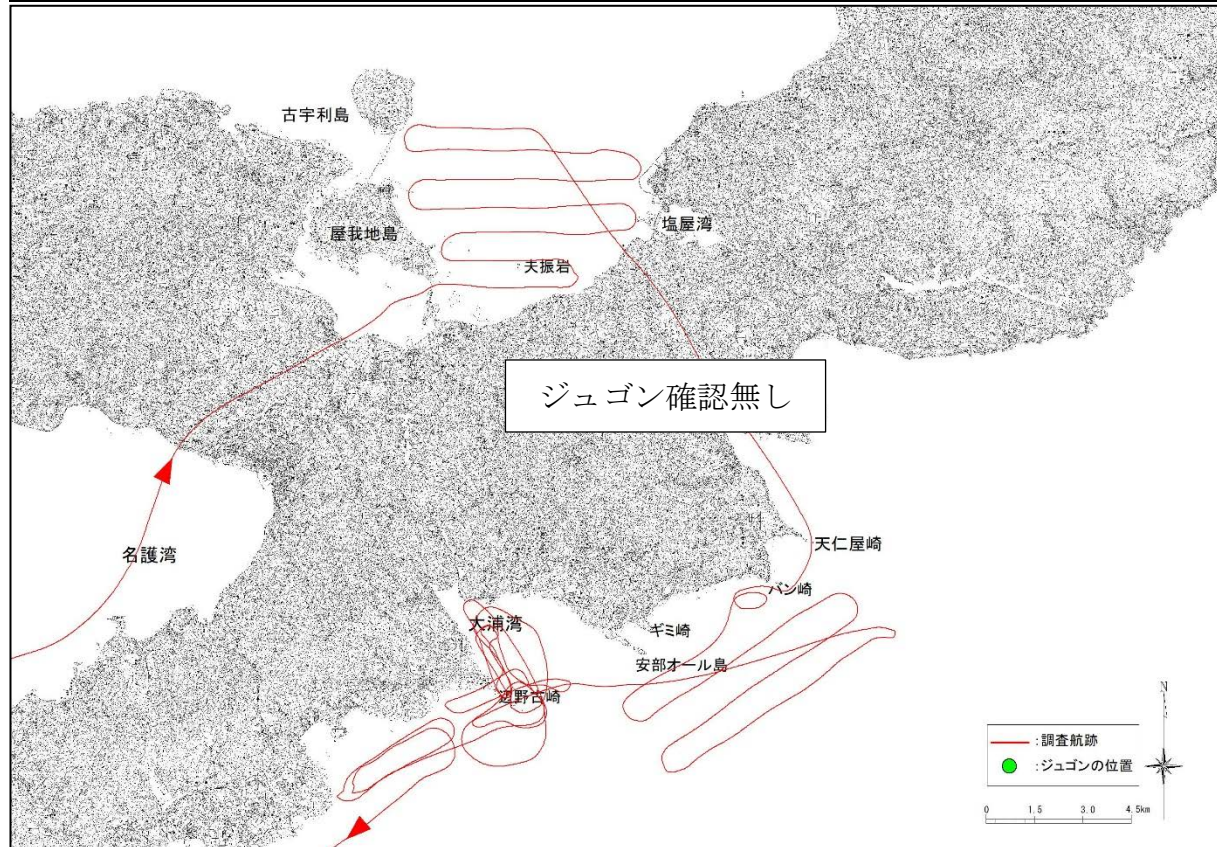 古宇利島
屋我地島
塩屋湾
夫振岩
ジュゴン確認無し
名護湾
天仁屋崎
バン崎
大浦湾
ギミ崎
安部オール島
辺野古崎
N
:調査航跡
:ジュゴンの位置
0 1.5 3.0 4.5km